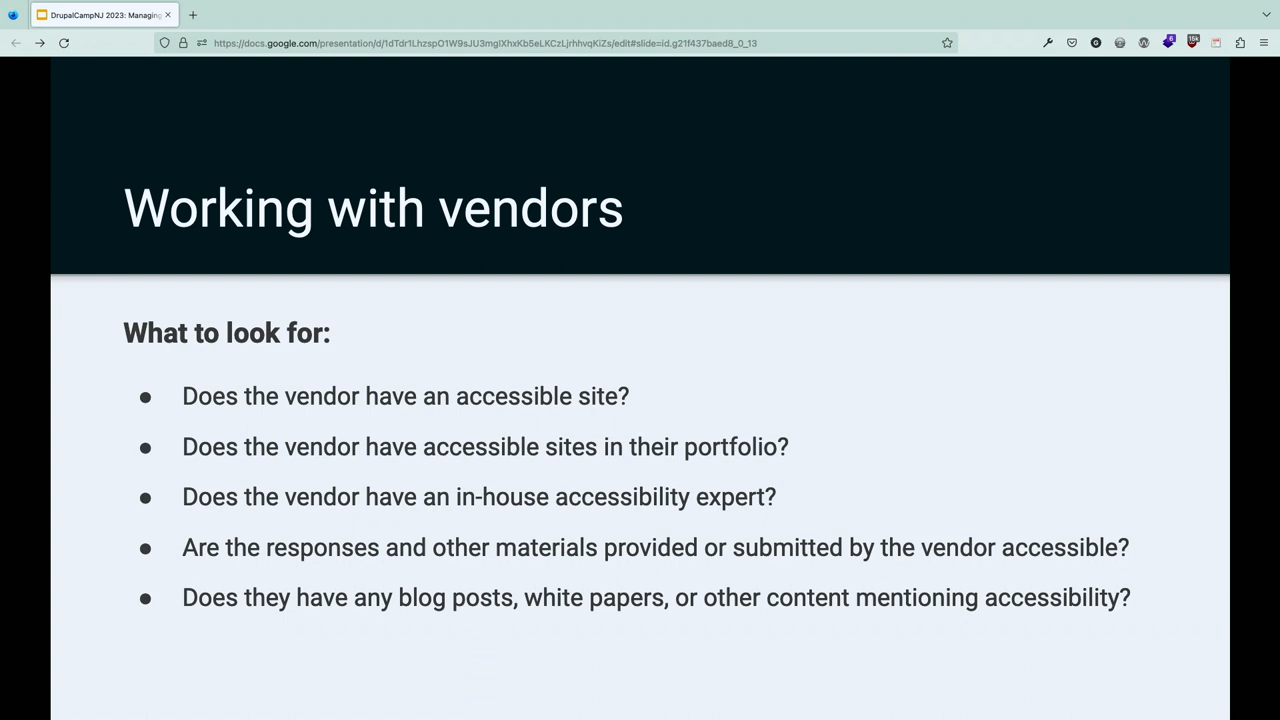 DrupalCampNJ 2023: Managing
https://docs.google.com/presentation/d/1dTdr1LhzspO1W9sJU3mglXhxKb5eLKCzLjrhhvqKiZs/edit#slide=id.g21f437baed8_0_13
6
15k
Working with vendors
What to look for:
● Does the vendor have an accessible site?
● Does the vendor have accessible sites in their portfolio?
● Does the vendor have an in-house accessibility expert?
● Are the responses and other materials provided or submitted by the vendor accessible?
● Does they have any blog posts, white papers, or other content mentioning accessibility?